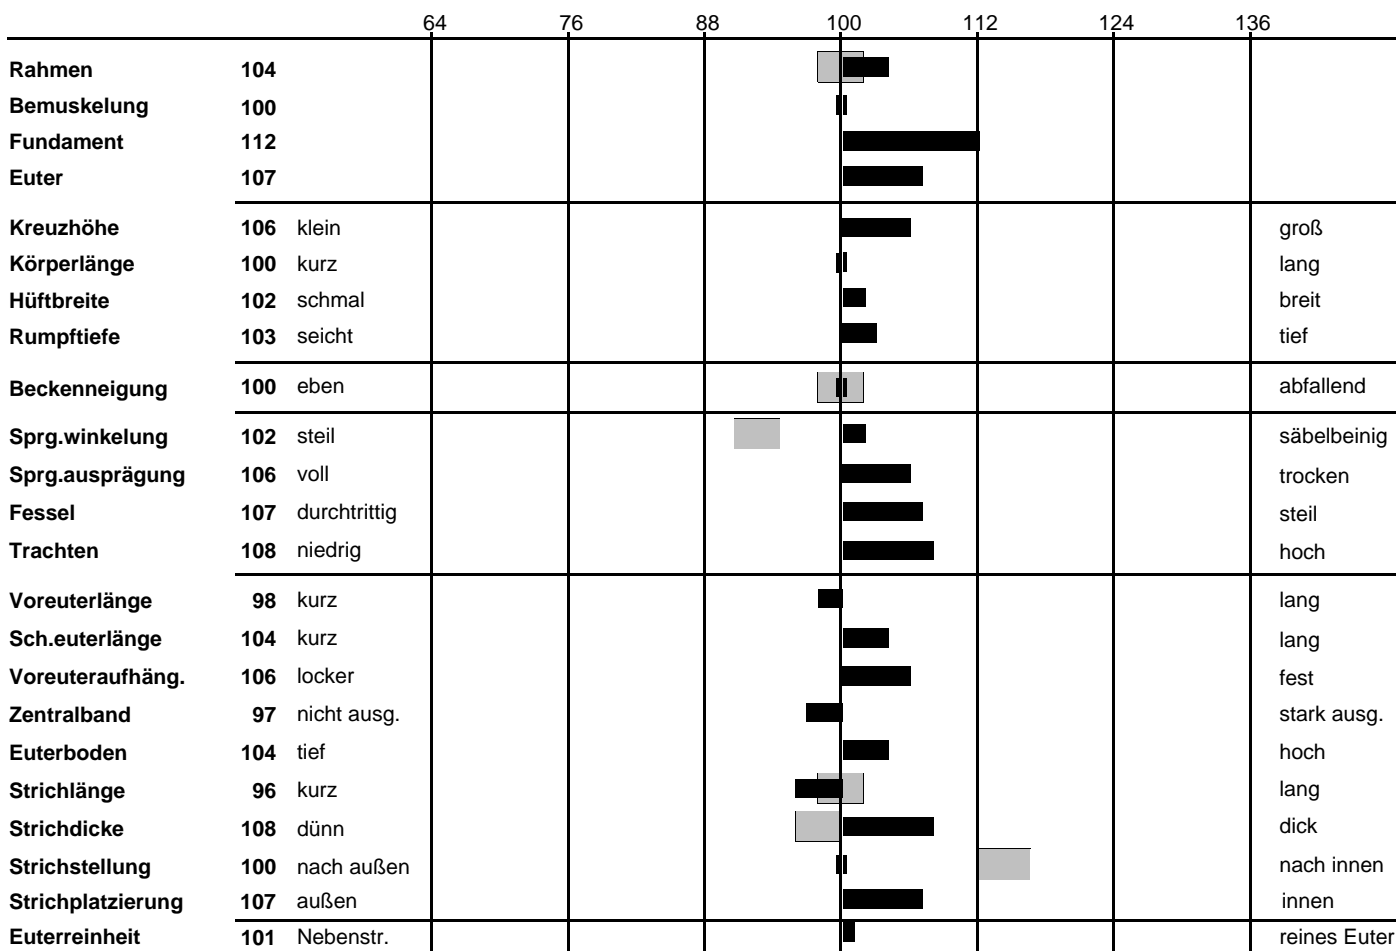 64 76 88 100 112 124 136
Rahmen 104
Bemuskelung 100
Fundament 112
Euter 107
Kreuzhöhe 106 klein groß
Körperlänge 100 kurz lang
Hüftbreite 102 schmal breit
Rumpftiefe 103 seicht tief
Beckenneigung 100 eben abfallend
Sprg.winkelung 102 steil säbelbeinig
Sprg.ausprägung 106 voll trocken
Fessel 107 durchtrittig steil
Trachten 108 niedrig hoch
Voreuterlänge 98 kurz lang
Sch.euterlänge 104 kurz lang
Voreuteraufhäng. 106 locker fest
Zentralband 97 nicht ausg. stark ausg.
Euterboden 104 tief hoch
Strichlänge 96 kurz lang
Strichdicke 108 dünn dick
Strichstellung 100 nach außen nach innen
Strichplatzierung 107 außen innen
Euterreinheit 101 Nebenstr. reines Euter